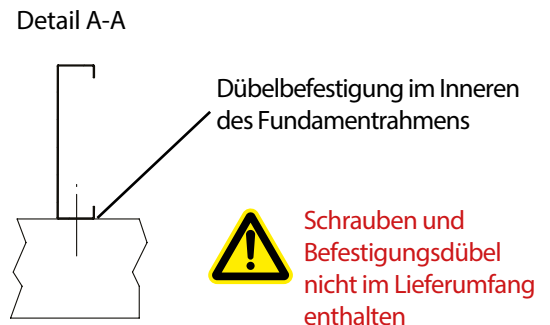 Detail A-A
Dübelbefestigung im Inneren
des Fundamentrahmens
Schrauben und
Befestigungsdübel
nicht im Lieferumfang
enthalten